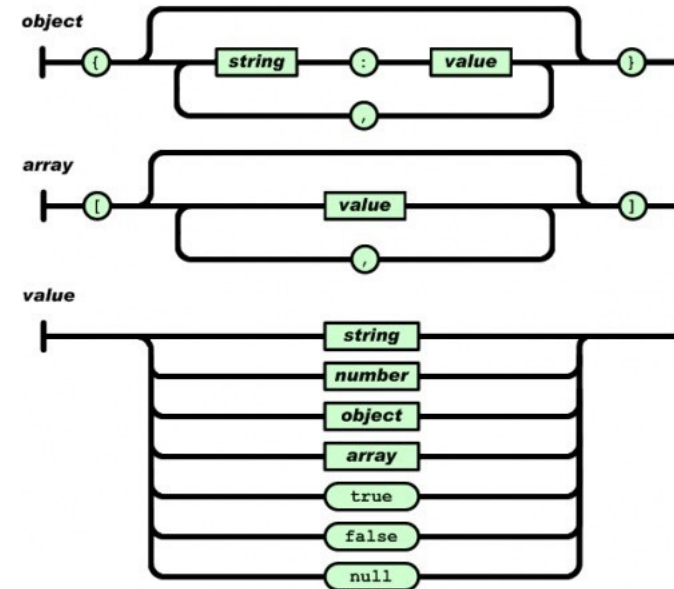 object
{ string : value }
,
array
[ value ]
,
value
string
number
object
array
true
false
null